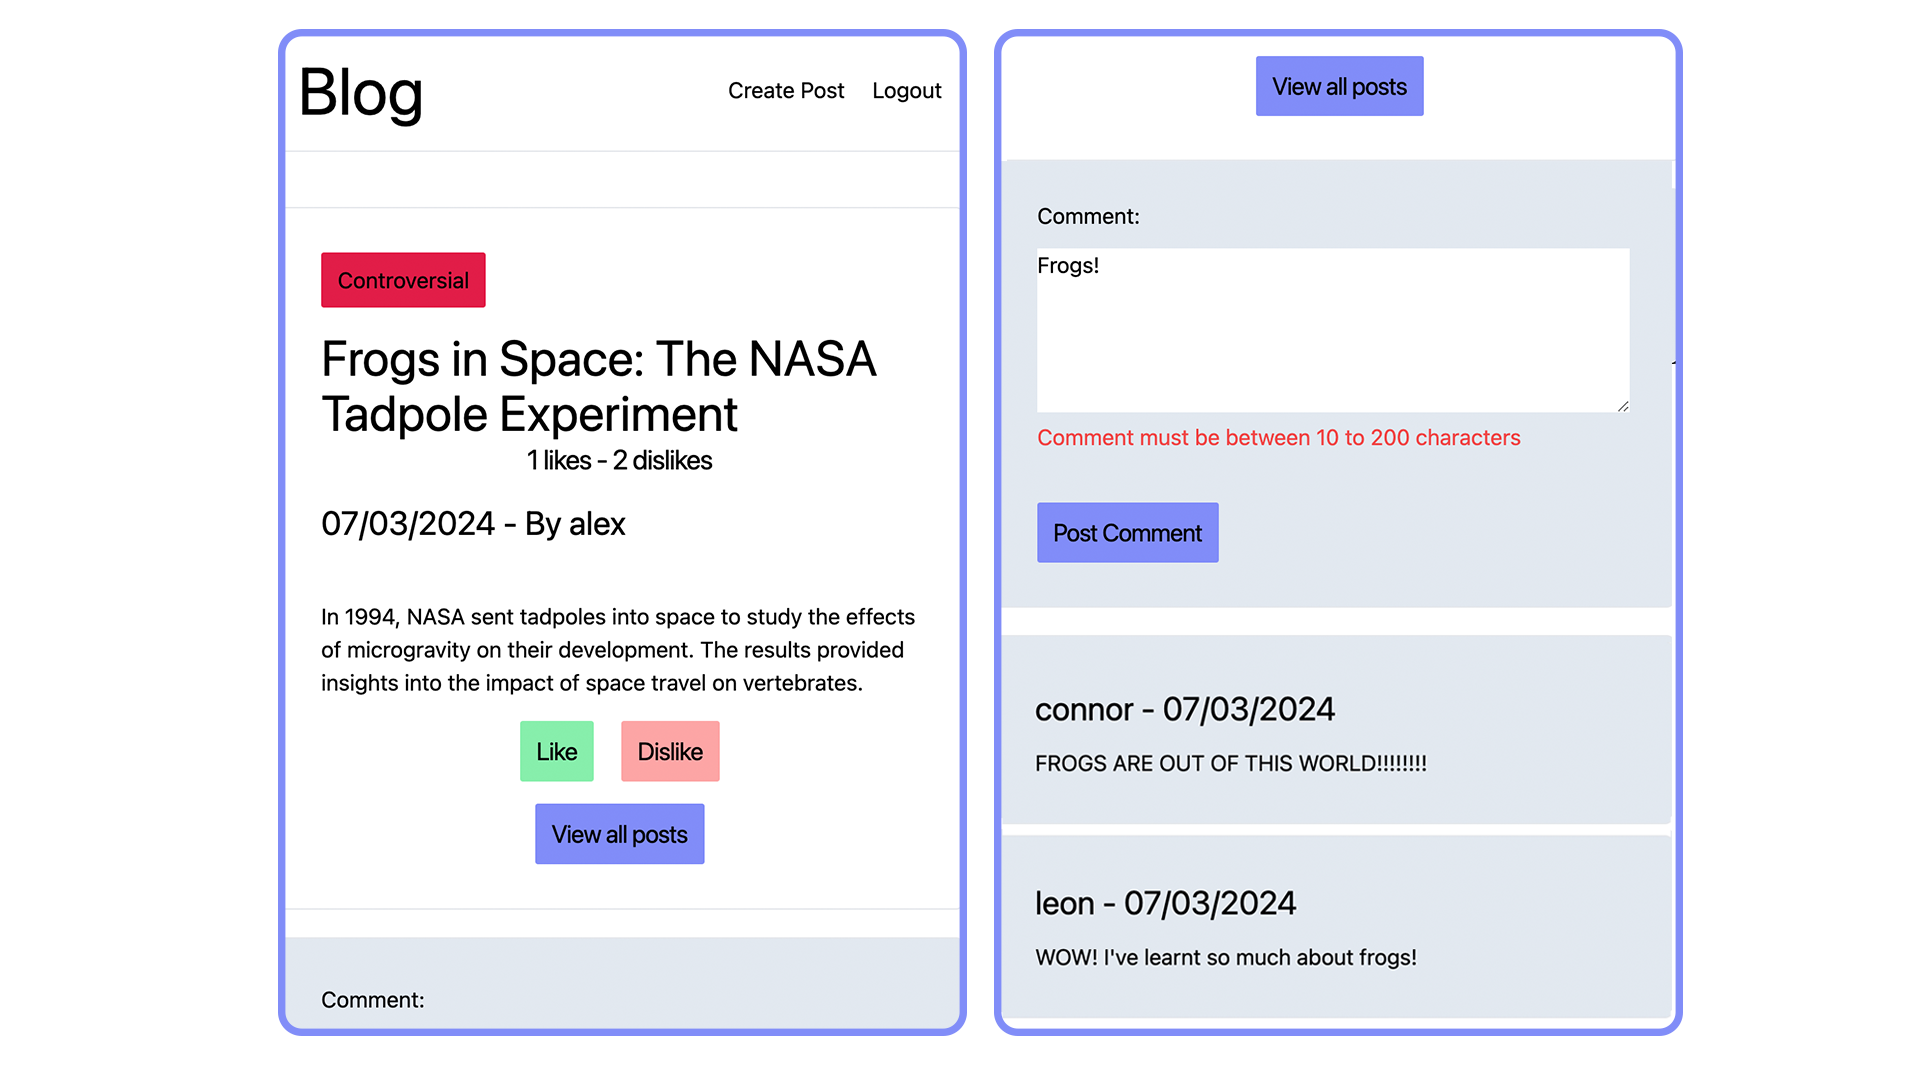 Blog
Create Post
Logout
Controversial
Frogs in Space: The NASA
Tadpole Experiment
1 likes - 2 dislikes
07/03/2024 - By alex
In 1994, NASA sent tadpoles into space to study the effects
of microgravity on their development. The results provided
insights into the impact of space travel on vertebrates.
Like
Dislike
View all posts
Comment:
View all posts
Comment:
Frogs!
Comment must be between 10 to 200 characters
Post Comment
connor - 07/03/2024
FROGS ARE OUT OF THIS WORLD!!!!!!!!
leon - 07/03/2024
WOW! I've learnt so much about frogs!